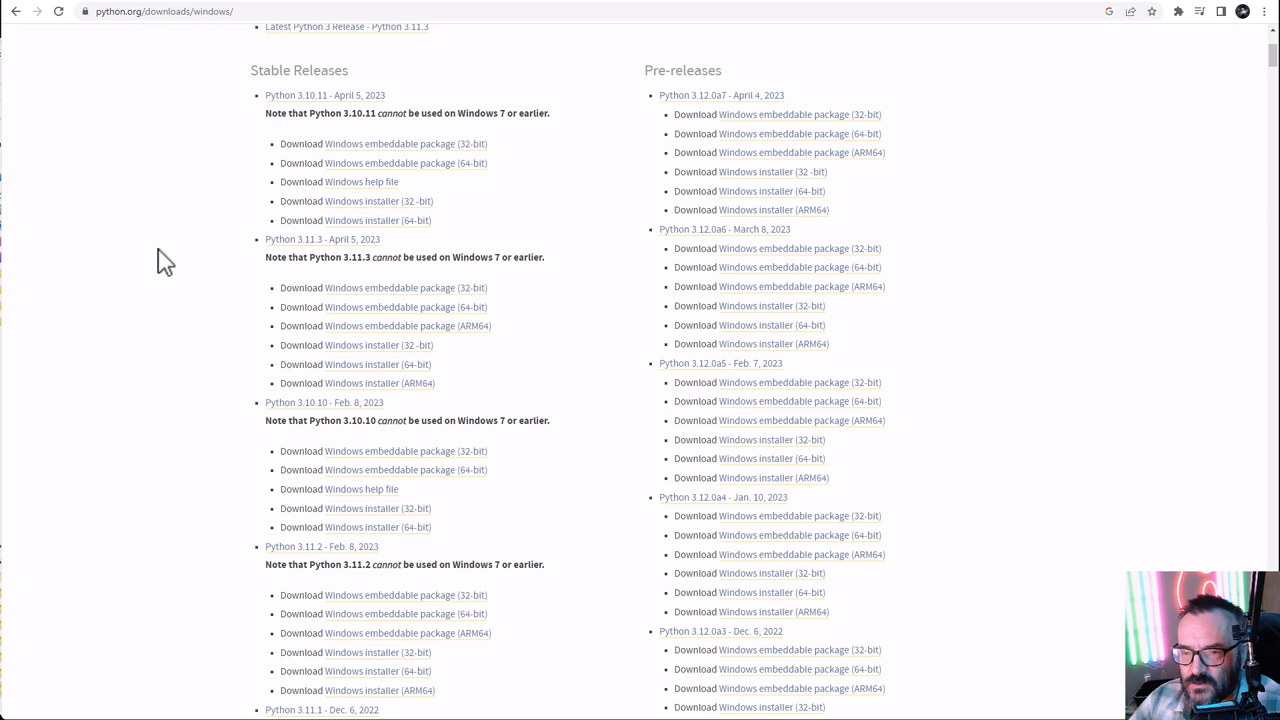 python.org/downloads/windows/
Latest Python 3 Release - Python 3.11.3
Stable Releases
Python 3.10.11 - April 5, 2023
Note that Python 3.10.11 cannot be used on Windows 7 or earlier.
Download Windows embeddable package (32-bit)
Download Windows embeddable package (64-bit)
Download Windows help file
Download Windows installer (32 -bit)
Download Windows installer (64-bit)
Python 3.11.3 - April 5, 2023
Note that Python 3.11.3 cannot be used on Windows 7 or earlier.
Download Windows embeddable package (32-bit)
Download Windows embeddable package (64-bit)
Download Windows embeddable package (ARM64)
Download Windows installer (32 -bit)
Download Windows installer (64-bit)
Download Windows installer (ARM64)
Python 3.10.10 - Feb. 8, 2023
Note that Python 3.10.10 cannot be used on Windows 7 or earlier.
Download Windows embeddable package (32-bit)
Download Windows embeddable package (64-bit)
Download Windows help file
Download Windows installer (32-bit)
Download Windows installer (64-bit)
Python 3.11.2 - Feb. 8, 2023
Note that Python 3.11.2 cannot be used on Windows 7 or earlier.
Download Windows embeddable package (32-bit)
Download Windows embeddable package (64-bit)
Download Windows embeddable package (ARM64)
Download Windows installer (32-bit)
Download Windows installer (64-bit)
Download Windows installer (ARM64)
Python 3.11.1 - Dec. 6, 2022
Pre-releases
Python 3.12.0a7 - April 4, 2023
Download Windows embeddable package (32-bit)
Download Windows embeddable package (64-bit)
Download Windows embeddable package (ARM64)
Download Windows installer (32 -bit)
Download Windows installer (64-bit)
Download Windows installer (ARM64)
Python 3.12.0a6 - March 8, 2023
Download Windows embeddable package (32-bit)
Download Windows embeddable package (64-bit)
Download Windows embeddable package (ARM64)
Download Windows installer (32-bit)
Download Windows installer (64-bit)
Download Windows installer (ARM64)
Python 3.12.0a5 - Feb. 7, 2023
Download Windows embeddable package (32-bit)
Download Windows embeddable package (64-bit)
Download Windows embeddable package (ARM64)
Download Windows installer (32-bit)
Download Windows installer (64-bit)
Download Windows installer (ARM64)
Python 3.12.0a4 - Jan. 10, 2023
Download Windows embeddable package (32-bit)
Download Windows embeddable package (64-bit)
Download Windows embeddable package (ARM64)
Download Windows installer (32-bit)
Download Windows installer (64-bit)
Download Windows installer (ARM64)
Python 3.12.0a3 - Dec. 6, 2022
Download Windows embeddable package (32-bit)
Download Windows embeddable package (64-bit)
Download Windows embeddable package (ARM64)
Download Windows installer (32-bit)